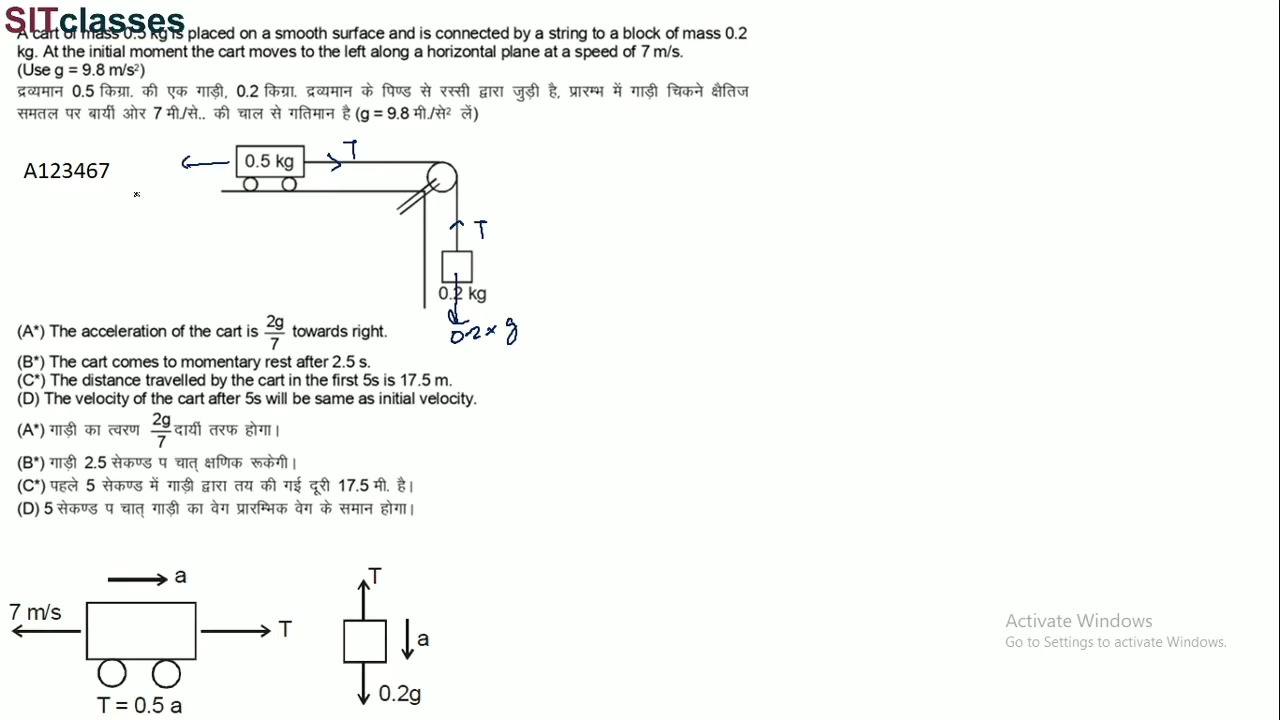 SITclasses
A cart of mass 0.5 kg is placed on a smooth surface and is connected by a string to a block of mass 0.2
kg. At the initial moment the cart moves to the left along a horizontal plane at a speed of 7 m/s.
(Use g = 9.8 m/s²)
द्रव्यमान 0.5 किग्रा. की एक गाड़ी, 0.2 किग्रा. द्रव्यमान के पिण्ड से रस्सी द्वारा जुड़ी है, प्रारम्भ में गाड़ी चिकने क्षैतिज
समतल पर बायीं ओर 7 मी./से.. की चाल से गतिमान है (g = 9.8 मी./से² लें)
A123467
0.5 kg
T
T
0.2 kg
0.2×g
(A*) The acceleration of the cart is 2g/7 towards right.
(B*) The cart comes to momentary rest after 2.5 s.
(C*) The distance travelled by the cart in the first 5s is 17.5 m.
(D) The velocity of the cart after 5s will be same as initial velocity.
(A*) गाड़ी का त्वरण 2g/7 दायीं तरफ होगा।
(B*) गाड़ी 2.5 सेकण्ड प चात् क्षणिक रूकेगी।
(C*) पहले 5 सेकण्ड में गाड़ी द्वारा तय की गई दूरी 17.5 मी. है।
(D) 5 सेकण्ड प चात् गाड़ी का वेग प्रारम्भिक वेग के समान होगा।
a
7 m/s
T
T = 0.5 a
T
a
0.2g
Activate Windows
Go to Settings to activate Windows.